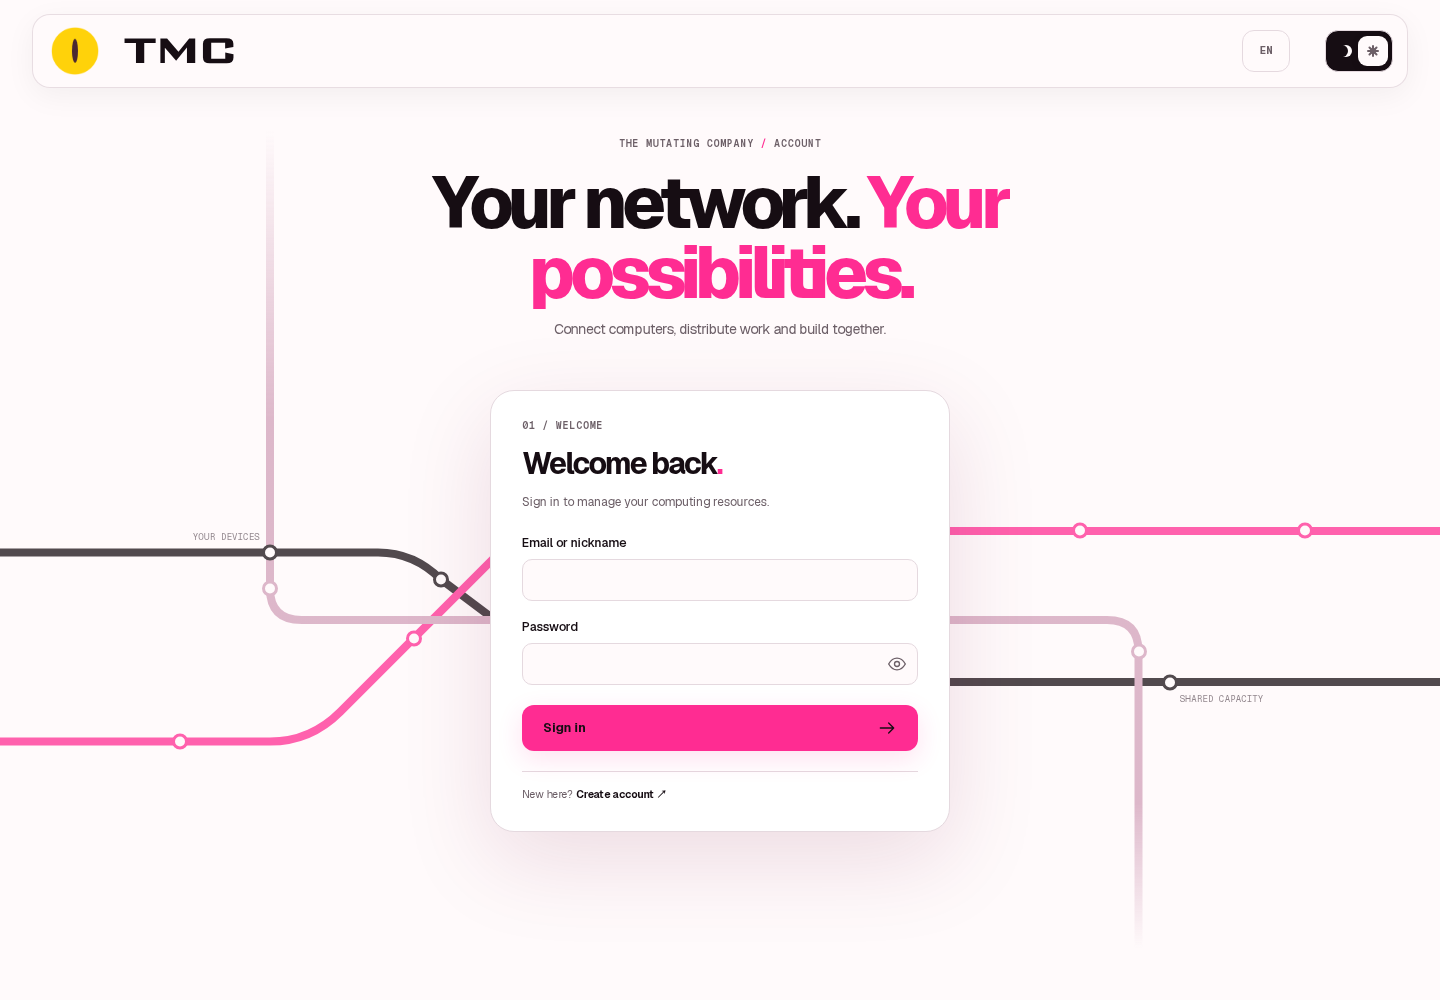 TMC
EN
THE MUTATING COMPANY / ACCOUNT
Your network. Your
possibilities.
Connect computers, distribute work and build together.
01 / WELCOME
Welcome back.
Sign in to manage your computing resources.
Email or nickname
Password
Sign in →
New here? Create account ↗
YOUR DEVICES
SHARED CAPACITY